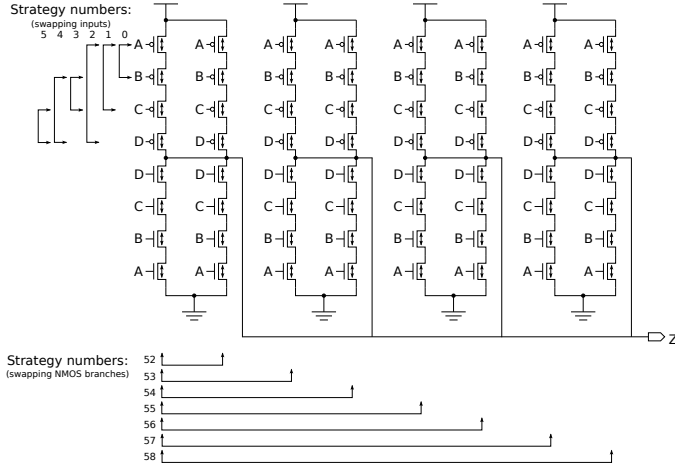 Strategy numbers:
(swapping inputs)
5 4 3 2 1 0
A A A A A A A A
B B B B B B B B
C C C C C C C C
D D D D D D D D
D D D D D D D D
C C C C C C C C
B B B B B B B B
A A A A A A A A
Z
Strategy numbers:
(swapping NMOS branches)
52
53
54
55
56
57
58